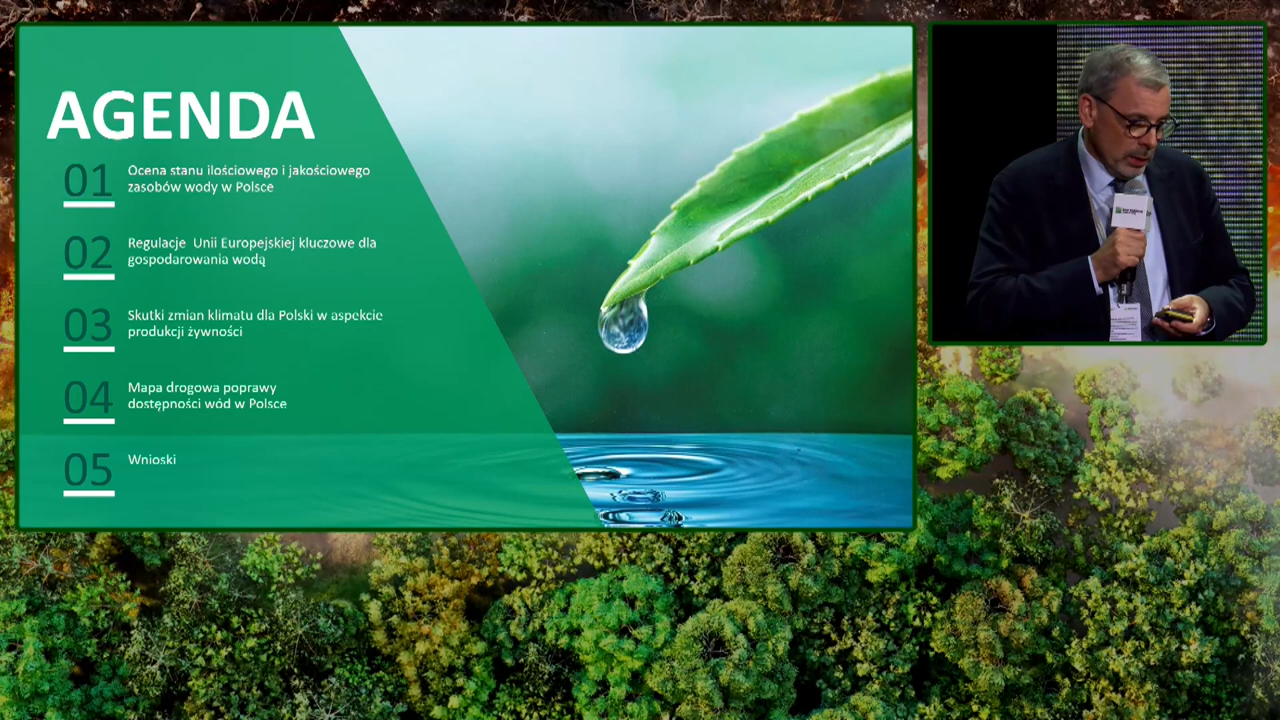 AGENDA
01
Ocena stanu ilościowego i jakościowego
zasobów wody w Polsce
02
Regulacje Unii Europejskiej kluczowe dla
gospodarowania wodą
03
Skutki zmian klimatu dla Polski w aspekcie
produkcji żywności
04
Mapa drogowa poprawy
dostępności wód w Polsce
05
Wnioski